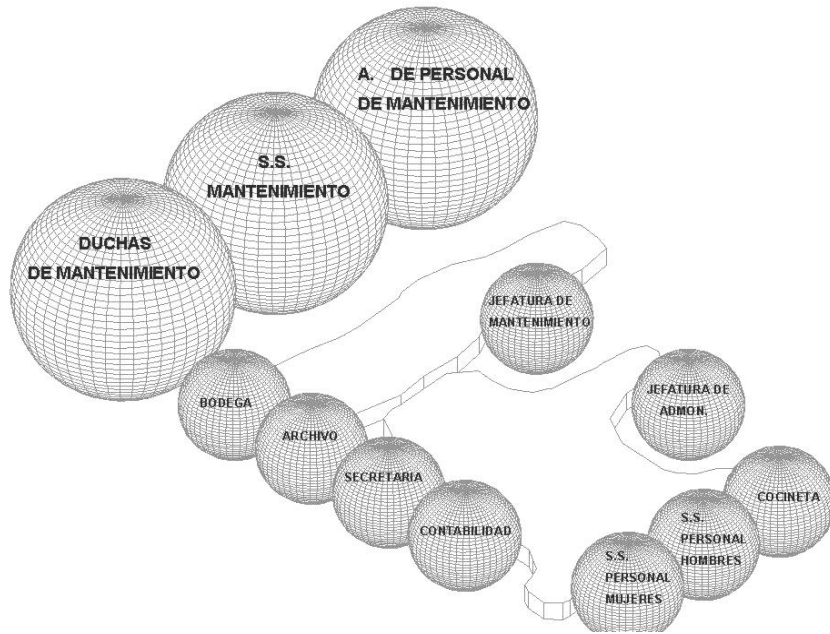 A. DE PERSONAL
DE MANTENIMIENTO
S.S.
MANTENIMIENTO
DUCHAS
DE MANTENIMIENTO
JEFATURA DE
MANTENIMIENTO
JEFATURA DE
ADMON.
BODEGA
ARCHIVO
SECRETARIA
CONTABILIDAD
COCINETA
S.S.
PERSONAL
HOMBRES
S.S.
PERSONAL
MUJERES